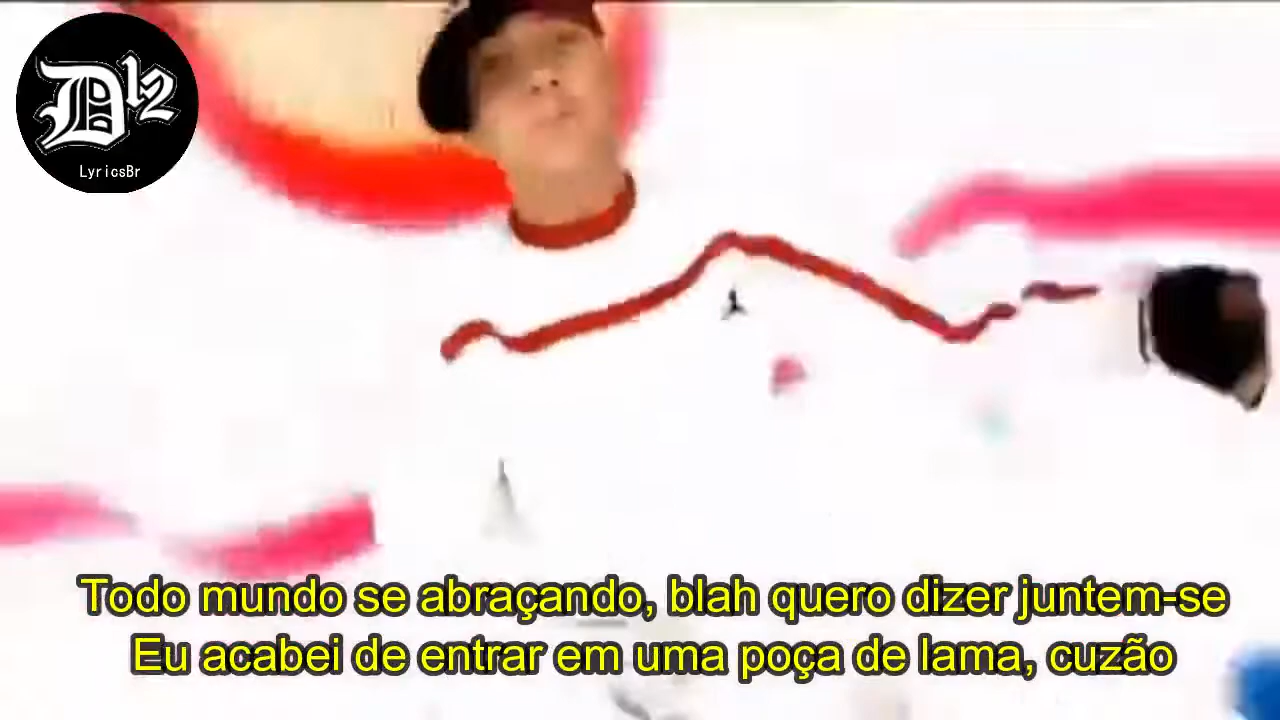 D12
LyricsBr
Todo mundo se abraçando, blah quero dizer juntem-se
Eu acabei de entrar em uma poça de lama, cuzão